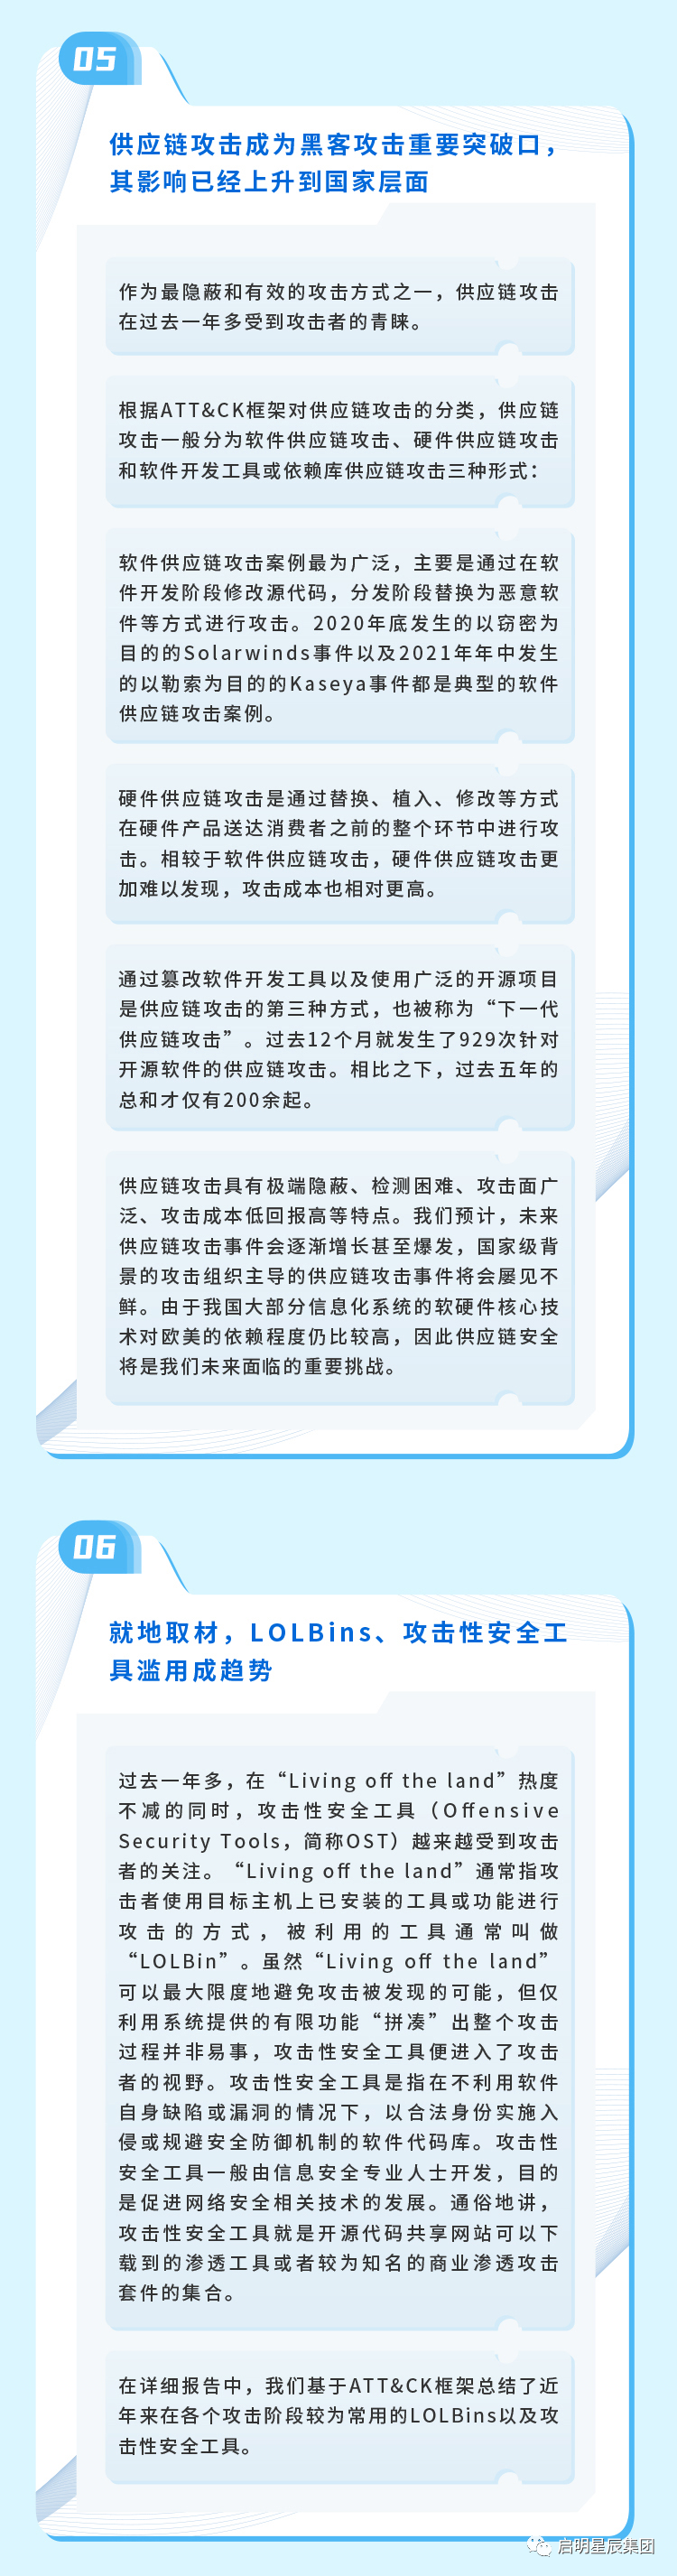 05
供应链攻击成为黑客攻击重要突破口，
其影响已经上升到国家层面
作为最隐蔽和有效的攻击方式之一，供应链攻击
在过去一年多受到攻击者的青睐。
根据ATT&CK框架对供应链攻击的分类，供应链
攻击一般分为软件供应链攻击、硬件供应链攻击
和软件开发工具或依赖库供应链攻击三种形式：
软件供应链攻击案例最为广泛，主要是通过在软
件开发阶段修改源代码，分发阶段替换为恶意软
件等方式进行攻击。2020年底发生的以窃密为
目的的Solarwinds事件以及2021年年中发生
的以勒索为目的的Kaseya事件都是典型的软件
供应链攻击案例。
硬件供应链攻击是通过替换、植入、修改等方式
在硬件产品送达消费者之前的整个环节中进行攻
击。相较于软件供应链攻击，硬件供应链攻击更
加难以发现，攻击成本也相对更高。
通过篡改软件开发工具以及使用广泛的开源项目
是供应链攻击的第三种方式，也被称为“下一代
供应链攻击”。过去12个月就发生了929次针对
开源软件的供应链攻击。相比之下，过去五年的
总和才仅有200余起。
供应链攻击具有极端隐蔽、检测困难、攻击面广
泛、攻击成本低回报高等特点。我们预计，未来
供应链攻击事件会逐渐增长甚至爆发，国家级背
景的攻击组织主导的供应链攻击事件将会屡见不
鲜。由于我国大部分信息化系统的软硬件核心技
术对欧美的依赖程度仍比较高，因此供应链安全
将是我们未来面临的重要挑战。
06
就地取材，LOLBins、攻击性安全工
具滥用成趋势
过去一年多，在“Living off the land”热度
不减的同时，攻击性安全工具（Offensive
Security Tools，简称OST）越来越受到攻击
者的关注。“Living off the land”通常指攻
击者使用目标主机上已安装的工具或功能进行
攻击的方式，被利用的工具通常叫做
“LOLBin”。虽然“Living off the land”
可以最大限度地避免攻击被发现的可能，但仅
利用系统提供的有限功能“拼凑”出整个攻击
过程并非易事，攻击性安全工具便进入了攻击
者的视野。攻击性安全工具是指在不利用软件
自身缺陷或漏洞的情况下，以合法身份实施入
侵或规避安全防御机制的软件代码库。攻击性
安全工具一般由信息安全专业人士开发，目的
是促进网络安全相关技术的发展。通俗地讲，
攻击性安全工具就是开源代码共享网站可以下
载到的渗透工具或者较为知名的商业渗透攻击
套件的集合。
在详细报告中，我们基于ATT&CK框架总结了近
年来在各个攻击阶段较为常用的LOLBins以及攻
击性安全工具。
启明星辰集团